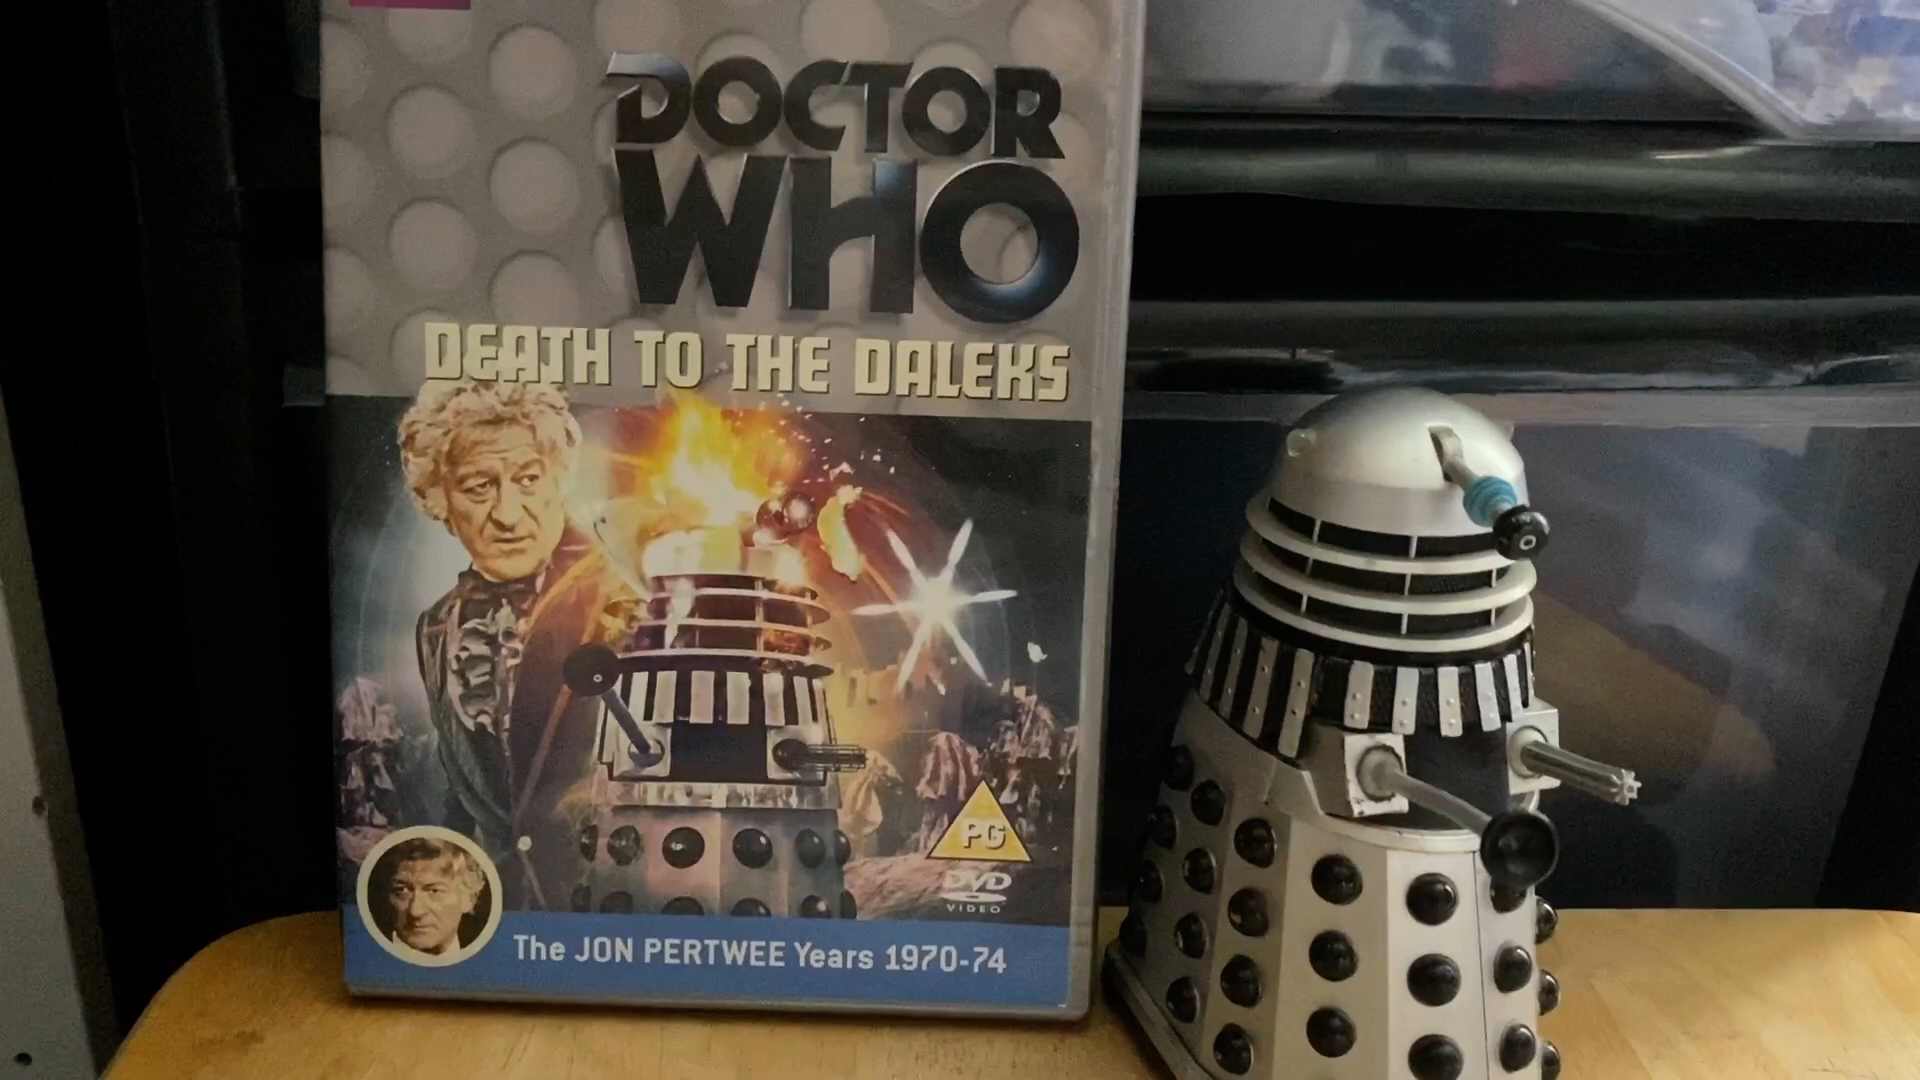 DOCTOR
WHO
DEATH TO THE DALEKS
PG
DVD
VIDEO
The JON PERTWEE Years 1970-74